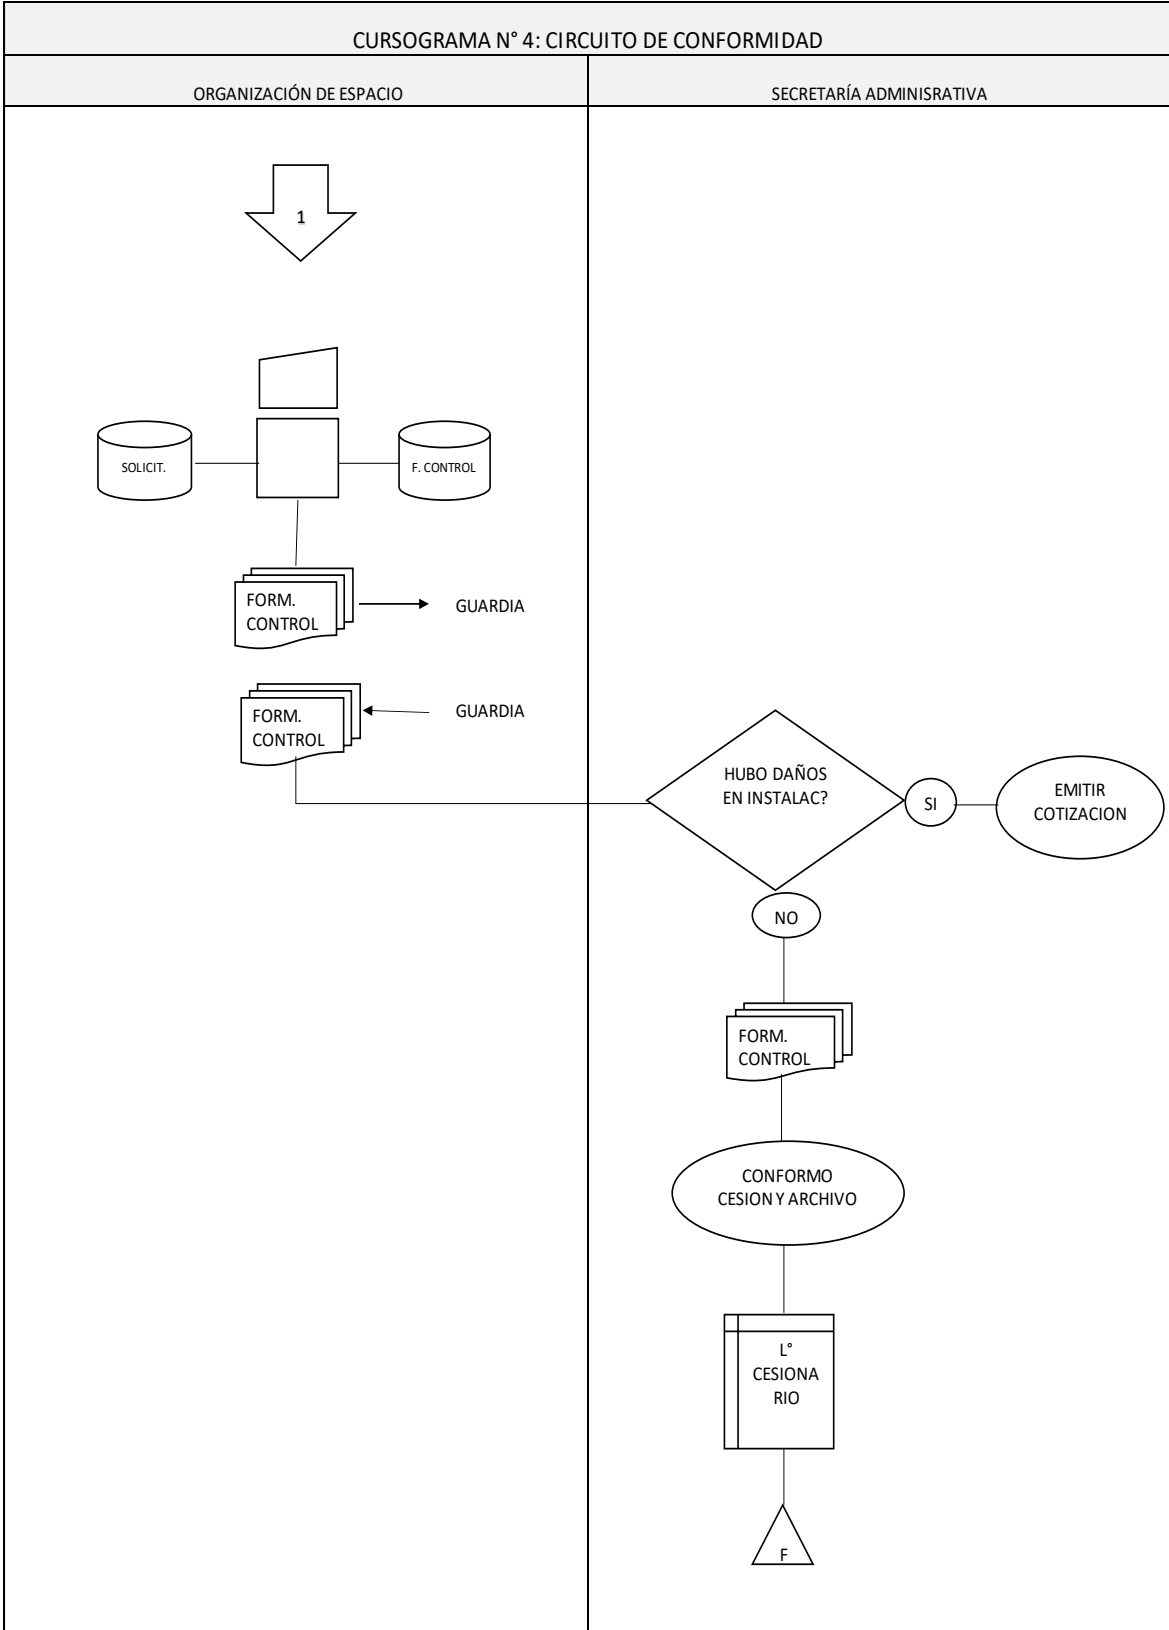 CURSOGRAMA N° 4: CIRCUITO DE CONFORMIDAD
ORGANIZACIÓN DE ESPACIO
SECRETARÍA ADMINISRATIVA
1
SOLICIT.
F. CONTROL
FORM.
CONTROL
GUARDIA
FORM.
CONTROL
GUARDIA
HUBO DAÑOS
EN INSTALAC?
SI
EMITIR
COTIZACION
NO
FORM.
CONTROL
CONFORMO
CESION Y ARCHIVO
L°
CESIONA
RIO
F